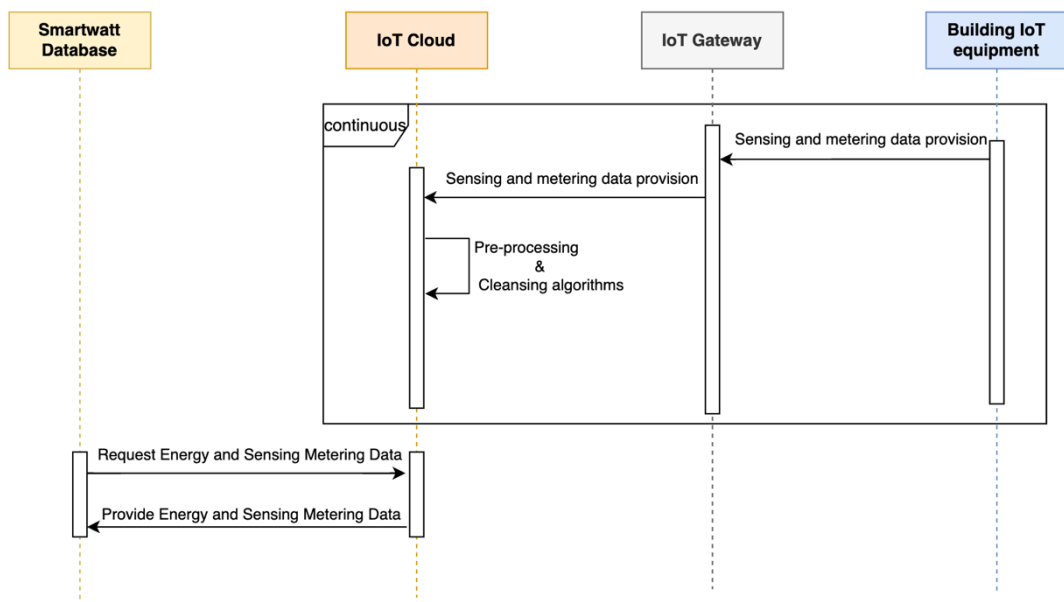 Smartwatt
Database
IoT Cloud
IoT Gateway
Building IoT
equipment
continuous
Sensing and metering data provision
Sensing and metering data provision
Pre-processing
&
Cleansing algorithms
Request Energy and Sensing Metering Data
Provide Energy and Sensing Metering Data